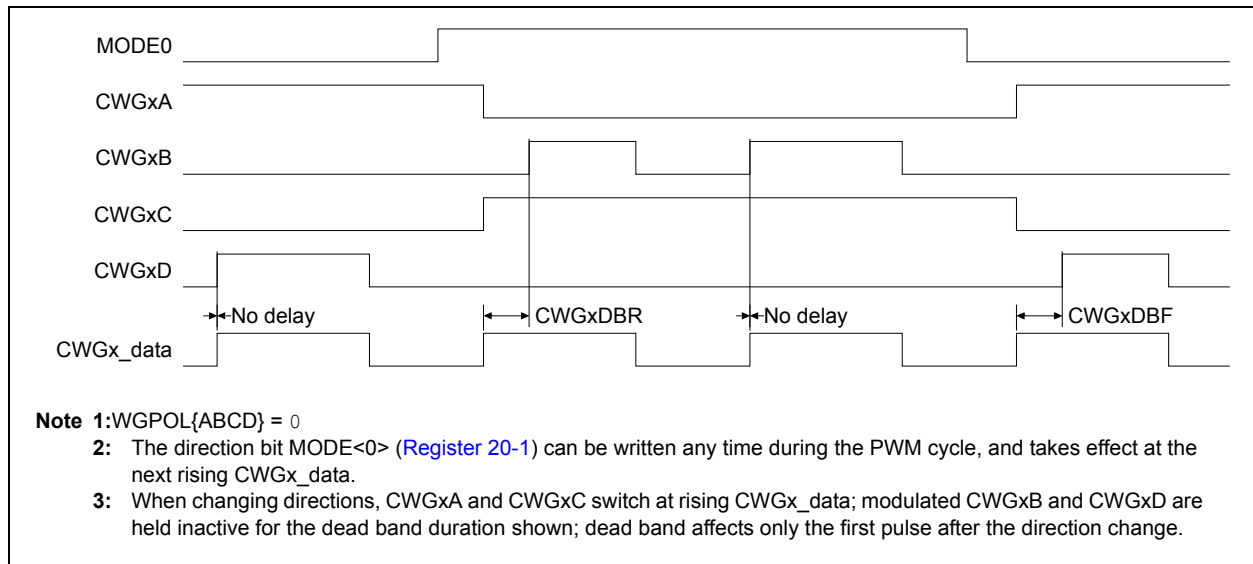 MODE0
CWGxA
CWGxB
CWGxC
CWGxD
No delay CWGxDBR No delay CWGxDBF
CWGx_data
Note 1:WGPOL{ABCD} = 0
2: The direction bit MODE<0> (Register 20-1) can be written any time during the PWM cycle, and takes effect at the
next rising CWGx_data.
3: When changing directions, CWGxA and CWGxC switch at rising CWGx_data; modulated CWGxB and CWGxD are
held inactive for the dead band duration shown; dead band affects only the first pulse after the direction change.